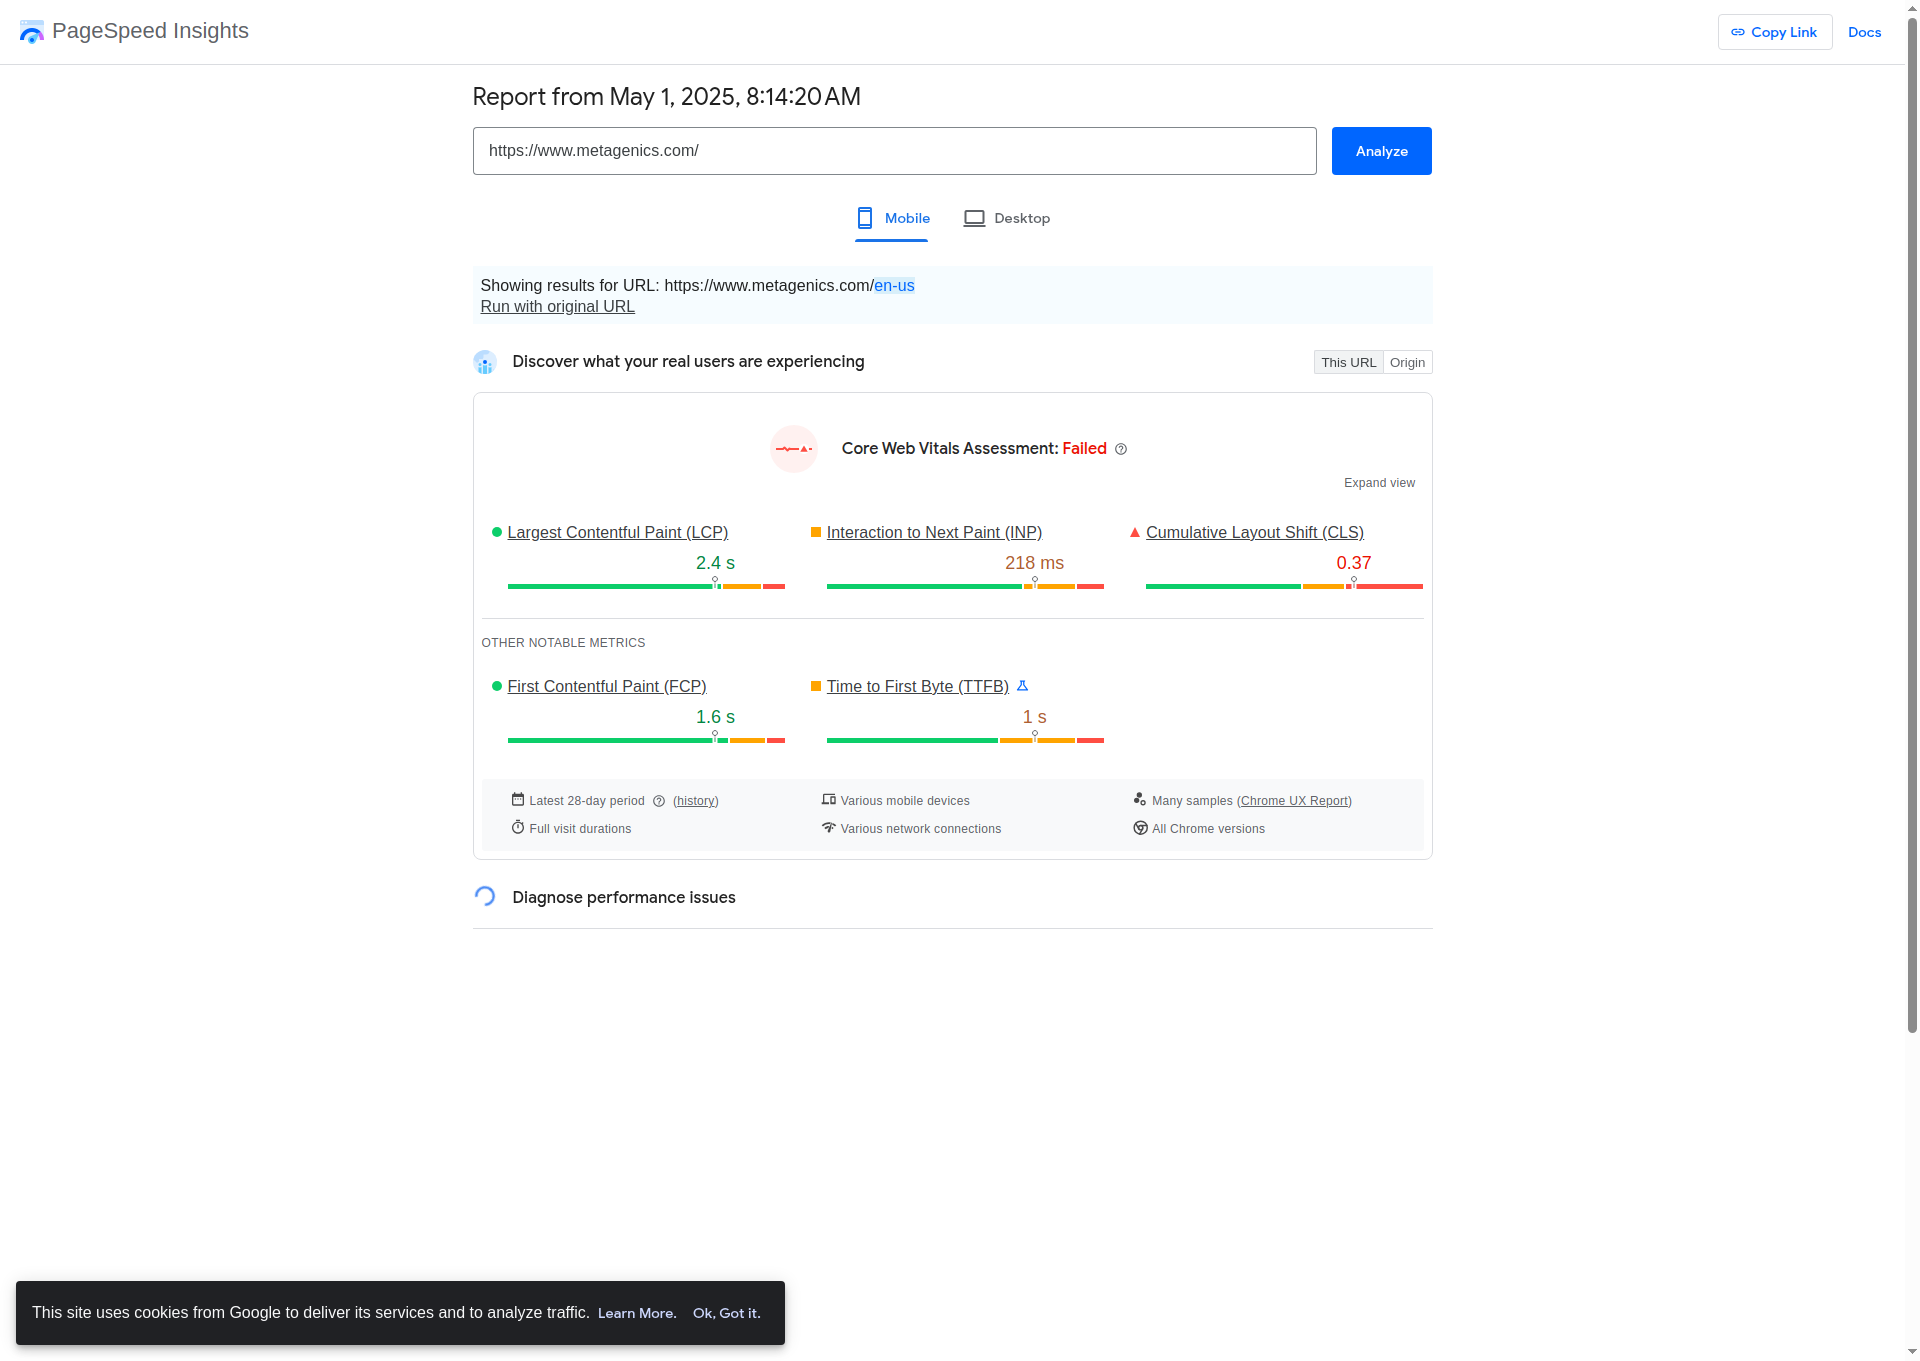 PageSpeed Insights
Copy Link
Docs
Report from May 1, 2025, 8:14:20 AM
https://www.metagenics.com/
Analyze
Mobile
Desktop
Showing results for URL: https://www.metagenics.com/en-us
Run with original URL
Discover what your real users are experiencing
This URL
Origin
Core Web Vitals Assessment: Failed
Expand view
Largest Contentful Paint (LCP)
2.4 s
Interaction to Next Paint (INP)
218 ms
Cumulative Layout Shift (CLS)
0.37
OTHER NOTABLE METRICS
First Contentful Paint (FCP)
1.6 s
Time to First Byte (TTFB)
1 s
Latest 28-day period (history)
Various mobile devices
Many samples (Chrome UX Report)
Full visit durations
Various network connections
All Chrome versions
Diagnose performance issues
This site uses cookies from Google to deliver its services and to analyze traffic. Learn More. Ok, Got it.